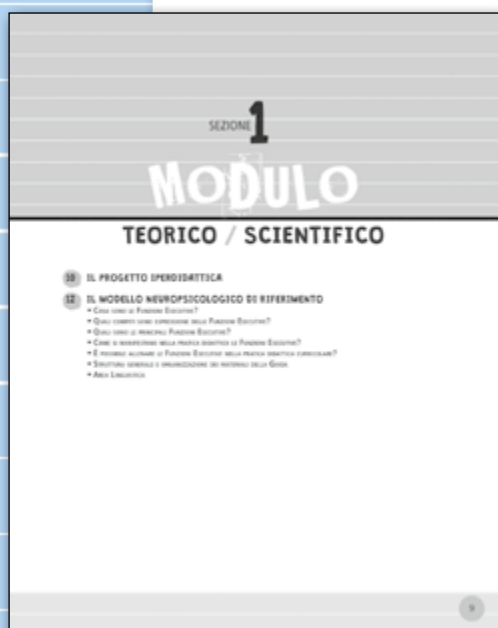 SEZIONE 1
MODULO
TEORICO / SCIENTIFICO
10 IL PROGETTO IPERDIDATTICA
12 IL MODELLO NEUROPSICOLOGICO DI RIFERIMENTO
• Cosa sono le Funzioni Esecutive?
• Quali compiti sono espressione delle Funzioni Esecutive?
• Quali sono le principali Funzioni Esecutive?
• Come si manifestano nella pratica didattica le Funzioni Esecutive?
• È possibile allenare le Funzioni Esecutive nella pratica didattica curricolare?
• Struttura generale e organizzazione dei materiali della Guida
• Area Linguistica
9